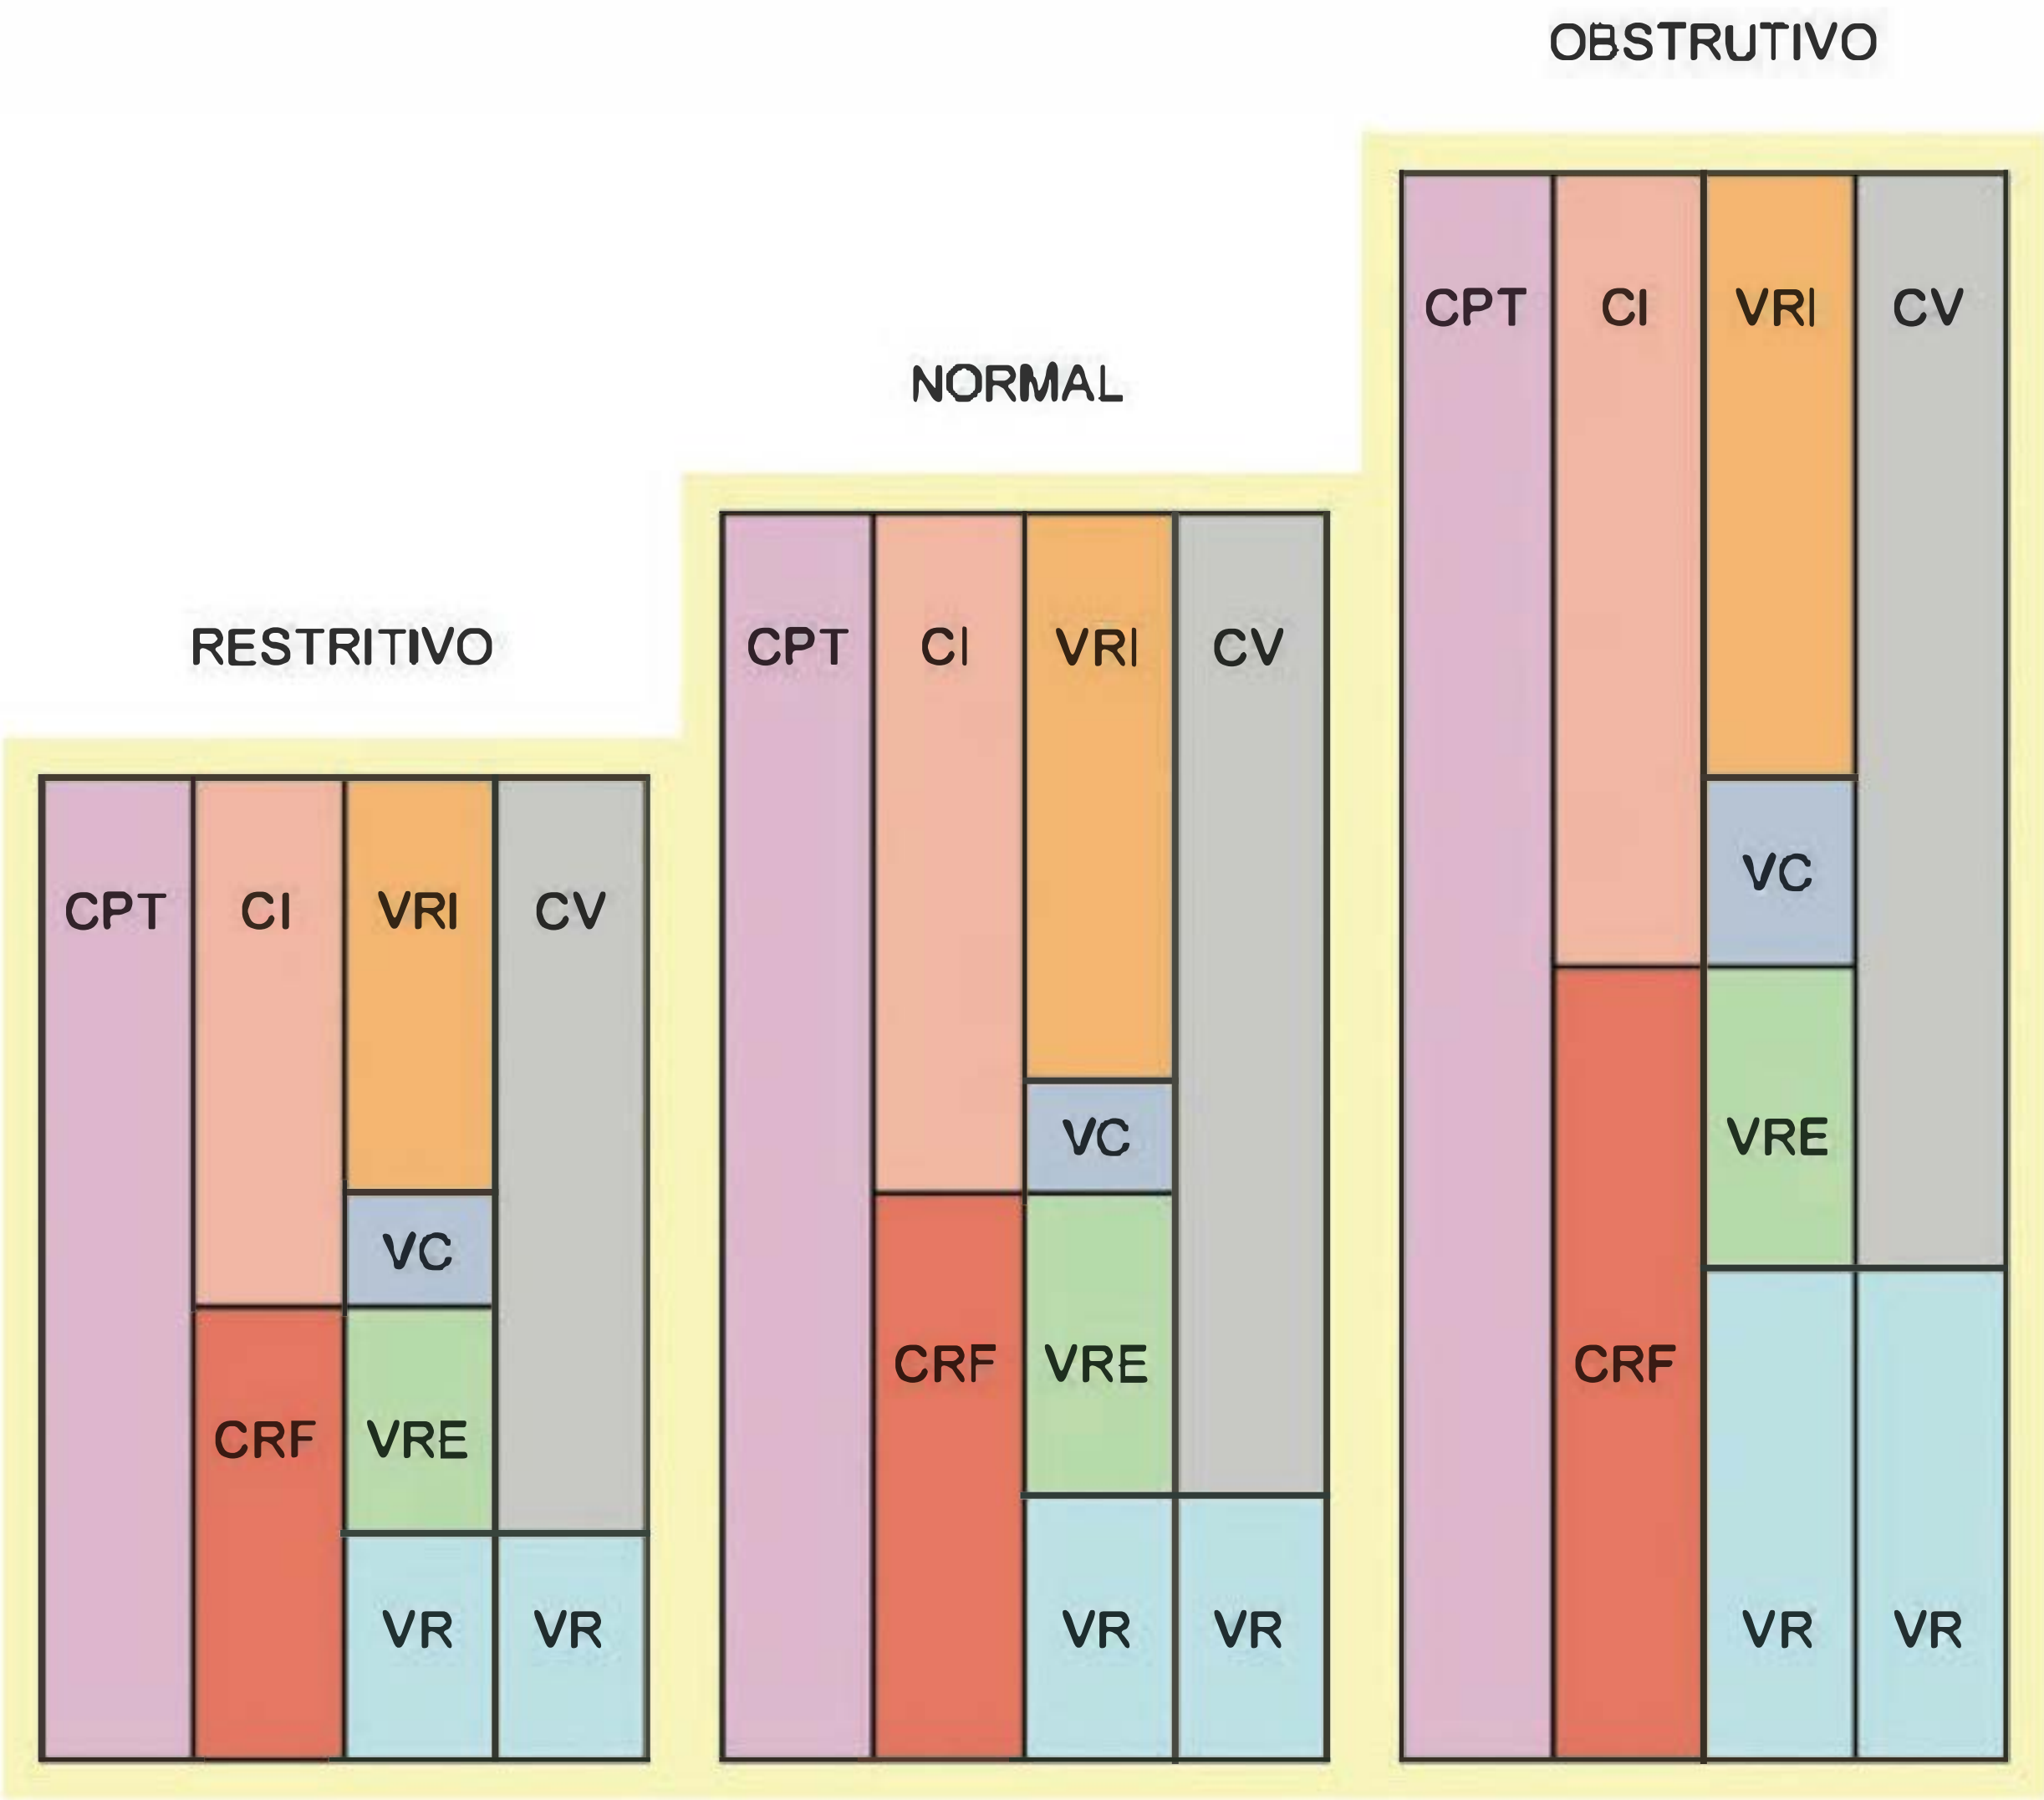 OBSTRUTIVO
CPT CI VRI CV
VC
VRE
CRF
VR VR
NORMAL
CPT CI VRI CV
VC
CRF VRE
VR VR
RESTRITIVO
CPT CI VRI CV
VC
CRF VRE
VR VR